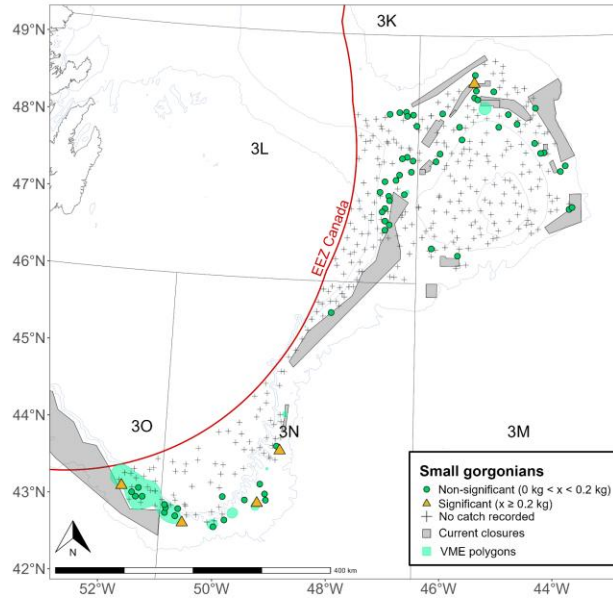 49°N
48°N
47°N
46°N
45°N
44°N
43°N
42°N
3K
3L
EEZ Canada
3O
3N
3M
Small gorgonians
Non-significant (0 kg < x < 0.2 kg)
Significant (x ≥ 0.2 kg)
No catch recorded
Current closures
VME polygons
N
400 km
52°W
50°W
48°W
46°W
44°W